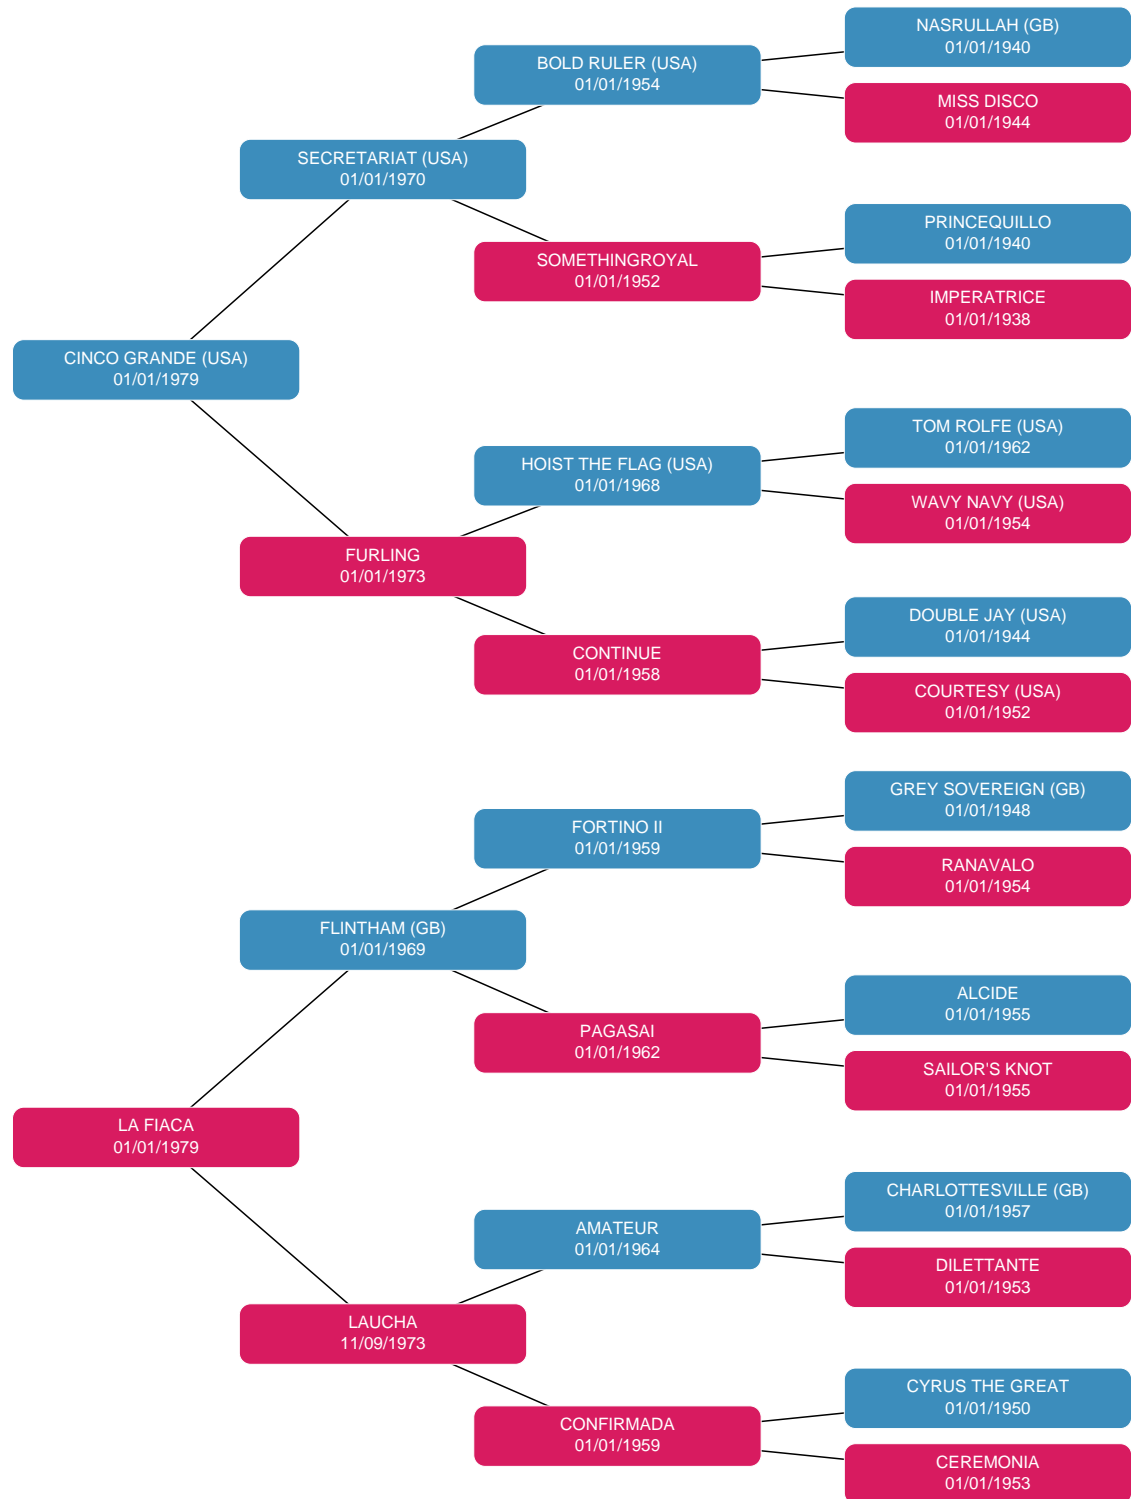 NASRULLAH (GB)
01/01/1940
BOLD RULER (USA)
01/01/1954
MISS DISCO
01/01/1944
SECRETARIAT (USA)
01/01/1970
PRINCEQUILLO
01/01/1940
SOMETHINGROYAL
01/01/1952
IMPERATRICE
01/01/1938
CINCO GRANDE (USA)
01/01/1979
TOM ROLFE (USA)
01/01/1962
HOIST THE FLAG (USA)
01/01/1968
WAVY NAVY (USA)
01/01/1954
FURLING
01/01/1973
DOUBLE JAY (USA)
01/01/1944
CONTINUE
01/01/1958
COURTESY (USA)
01/01/1952
GREY SOVEREIGN (GB)
01/01/1948
FORTINO II
01/01/1959
RANAVALO
01/01/1954
FLINTHAM (GB)
01/01/1969
ALCIDE
01/01/1955
PAGASAI
01/01/1962
SAILOR'S KNOT
01/01/1955
LA FIACA
01/01/1979
CHARLOTTESVILLE (GB)
01/01/1957
AMATEUR
01/01/1964
DILETTANTE
01/01/1953
LAUCHA
11/09/1973
CYRUS THE GREAT
01/01/1950
CONFIRMADA
01/01/1959
CEREMONIA
01/01/1953